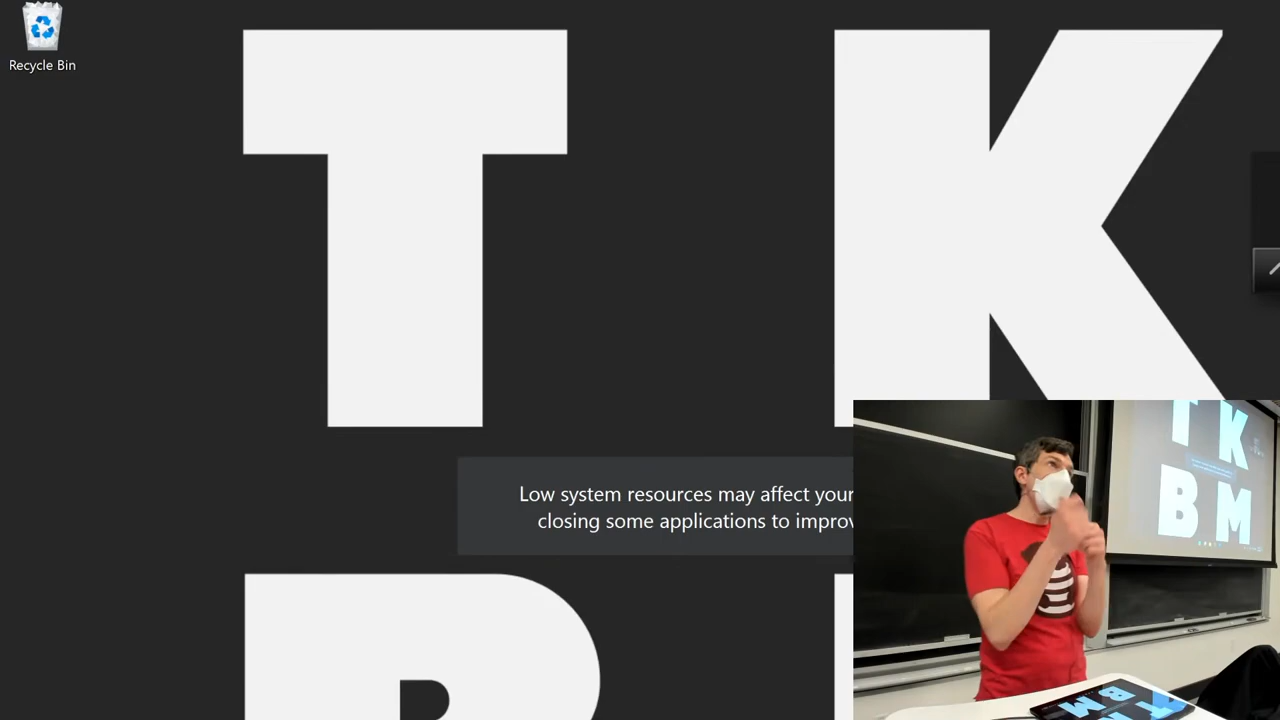 Recycle Bin
T K
Low system resources may affect your
closing some applications to improv
B
T K
B M